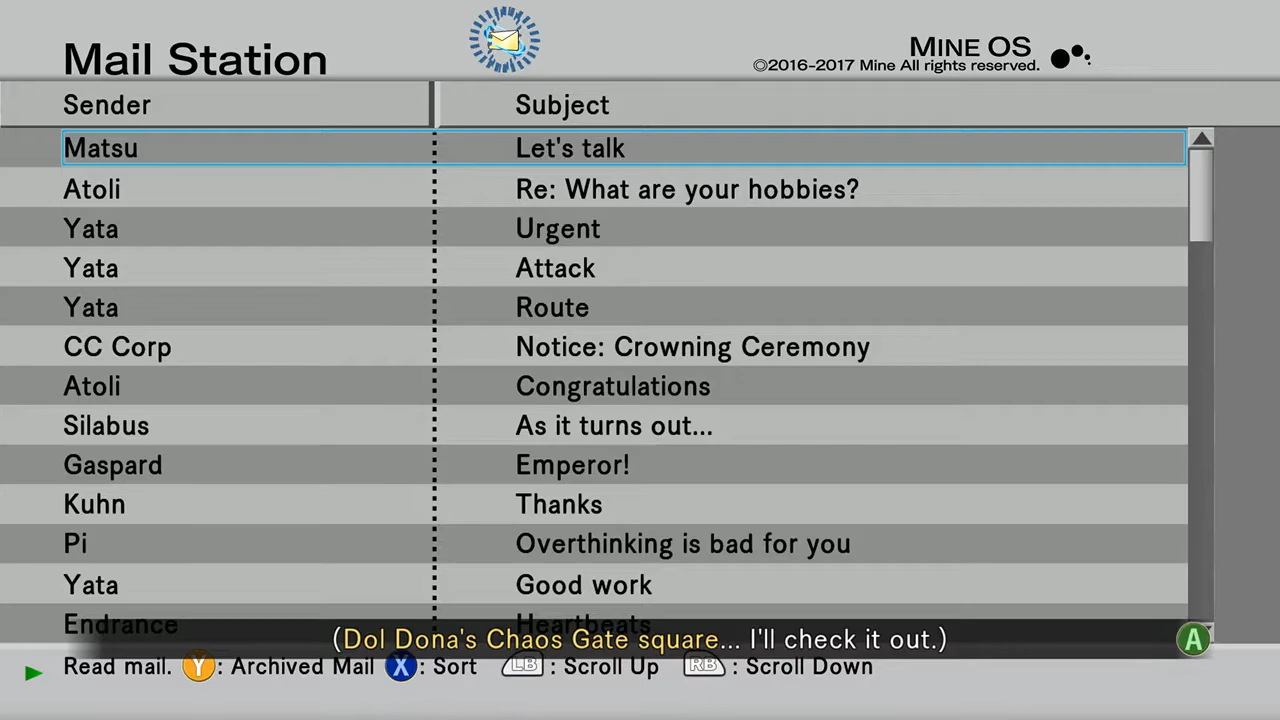 Mail Station
MINE OS
©2016-2017 Mine All rights reserved.
Sender Subject
Matsu Let's talk
Atoli Re: What are your hobbies?
Yata Urgent
Yata Attack
Yata Route
CC Corp Notice: Crowning Ceremony
Atoli Congratulations
Silabus As it turns out...
Gaspard Emperor!
Kuhn Thanks
Pi Overthinking is bad for you
Yata Good work
Endrance Heartbeats
(Dol Dona's Chaos Gate square... I'll check it out.) A
Read mail. Y: Archived Mail X: Sort LB: Scroll Up RB: Scroll Down